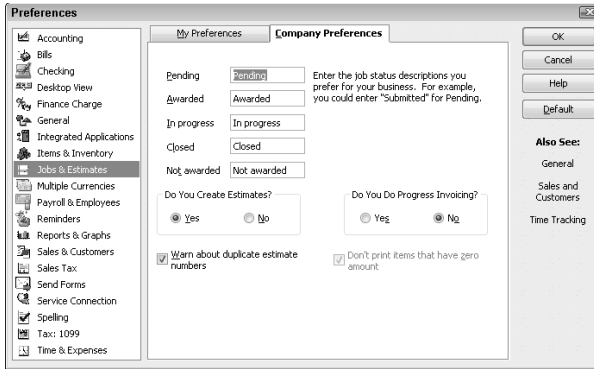 Preferences
Accounting
Bills
Checking
Desktop View
Finance Charge
General
Integrated Applications
Items & Inventory
Jobs & Estimates
Multiple Currencies
Payroll & Employees
Reminders
Reports & Graphs
Sales & Customers
Sales Tax
Send Forms
Service Connection
Spelling
Tax: 1099
Time & Expenses
My Preferences
Company Preferences
Pending Pending
Awarded Awarded
In progress In progress
Closed Closed
Not awarded Not awarded
Enter the job status descriptions you
prefer for your business. For example,
you could enter "Submitted" for Pending.
Do You Create Estimates?
Yes No
Warn about duplicate estimate
numbers
Do You Do Progress Invoicing?
Yes No
Don't print items that have zero
amount
OK
Cancel
Help
Default
Also See:
General
Sales and
Customers
Time Tracking